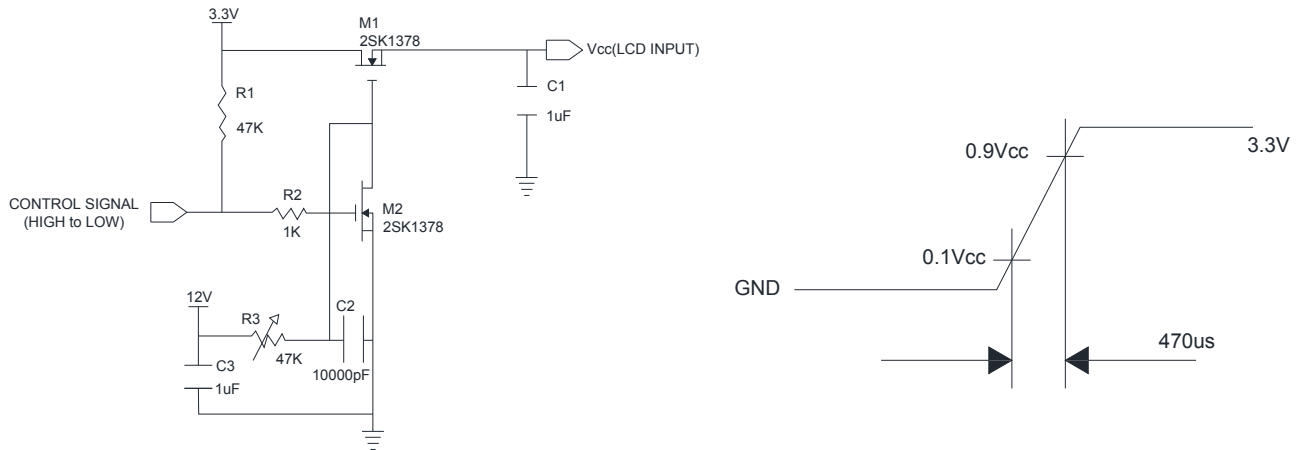 3.3V
M1
2SK1378
Vcc(LCD INPUT)
C1
1uF
R1
47K
CONTROL SIGNAL
(HIGH to LOW)
R2
1K
M2
2SK1378
12V
R3
47K
C2
10000pF
C3
1uF
0.9Vcc
3.3V
0.1Vcc
GND
470us